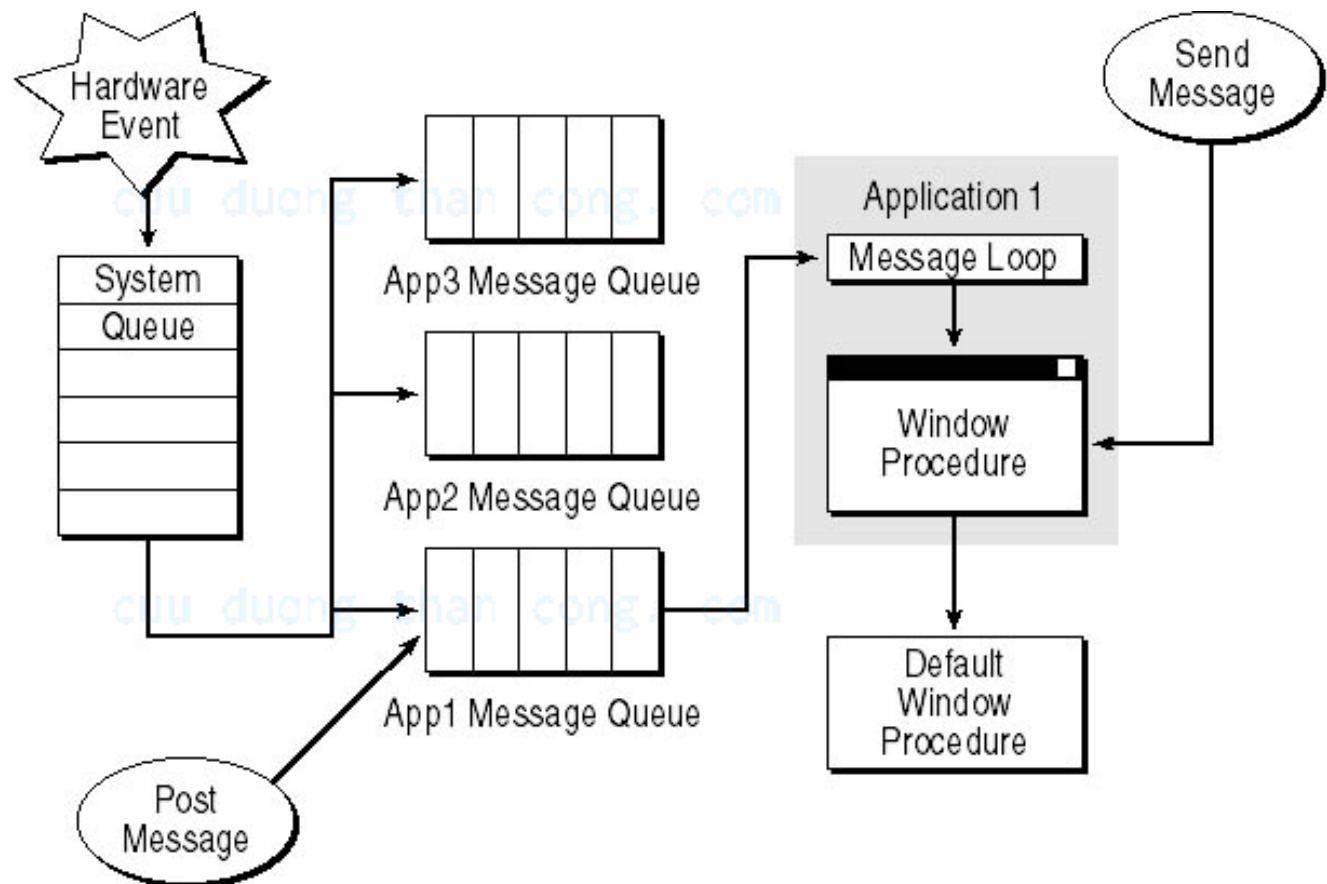 Hardware
Event
Send
Message
cuu duong than cong. com
Application 1
Message Loop
System
Queue
App3 Message Queue
Window
Procedure
App2 Message Queue
cuu duong than cong. com
Default
Window
Procedure
App1 Message Queue
Post
Message